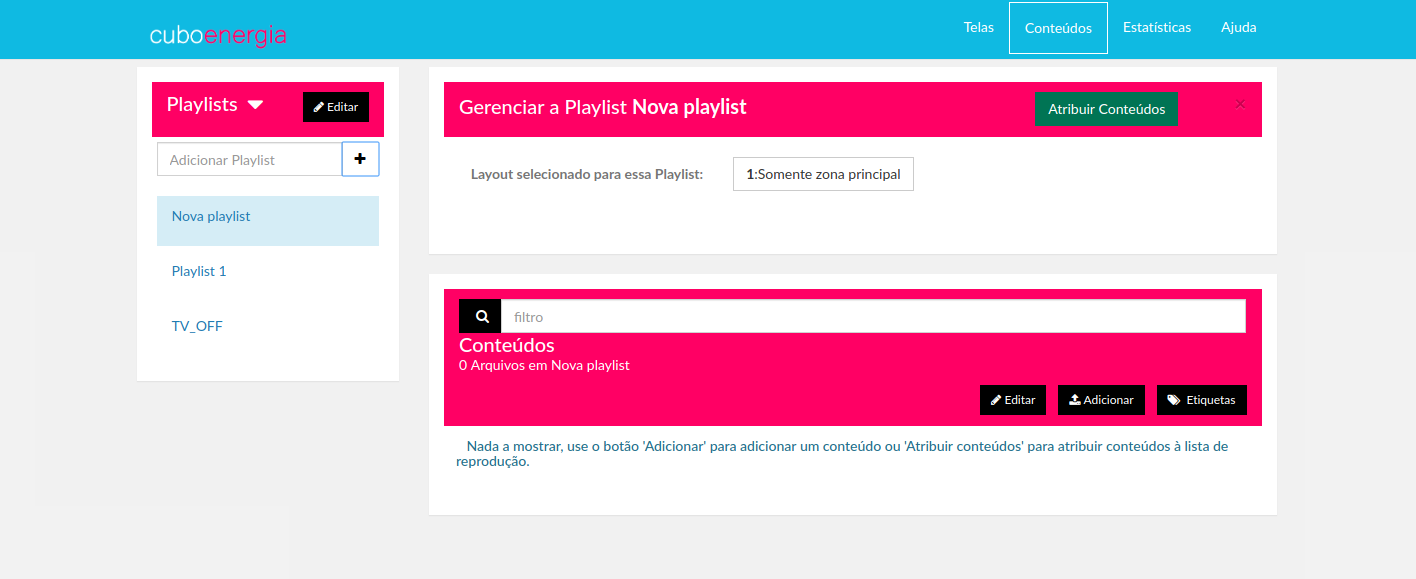 cuboenergia
Telas
Conteúdos
Estatísticas
Ajuda
Playlists
Editar
Adicionar Playlist
Nova playlist
Playlist 1
TV_OFF
Gerenciar a Playlist Nova playlist
Atribuir Conteúdos
×
Layout selecionado para essa Playlist:
1:Somente zona principal
filtro
Conteúdos
0 Arquivos em Nova playlist
Editar
Adicionar
Etiquetas
Nada a mostrar, use o botão 'Adicionar' para adicionar um conteúdo ou 'Atribuir conteúdos' para atribuir conteúdos à lista de
reprodução.